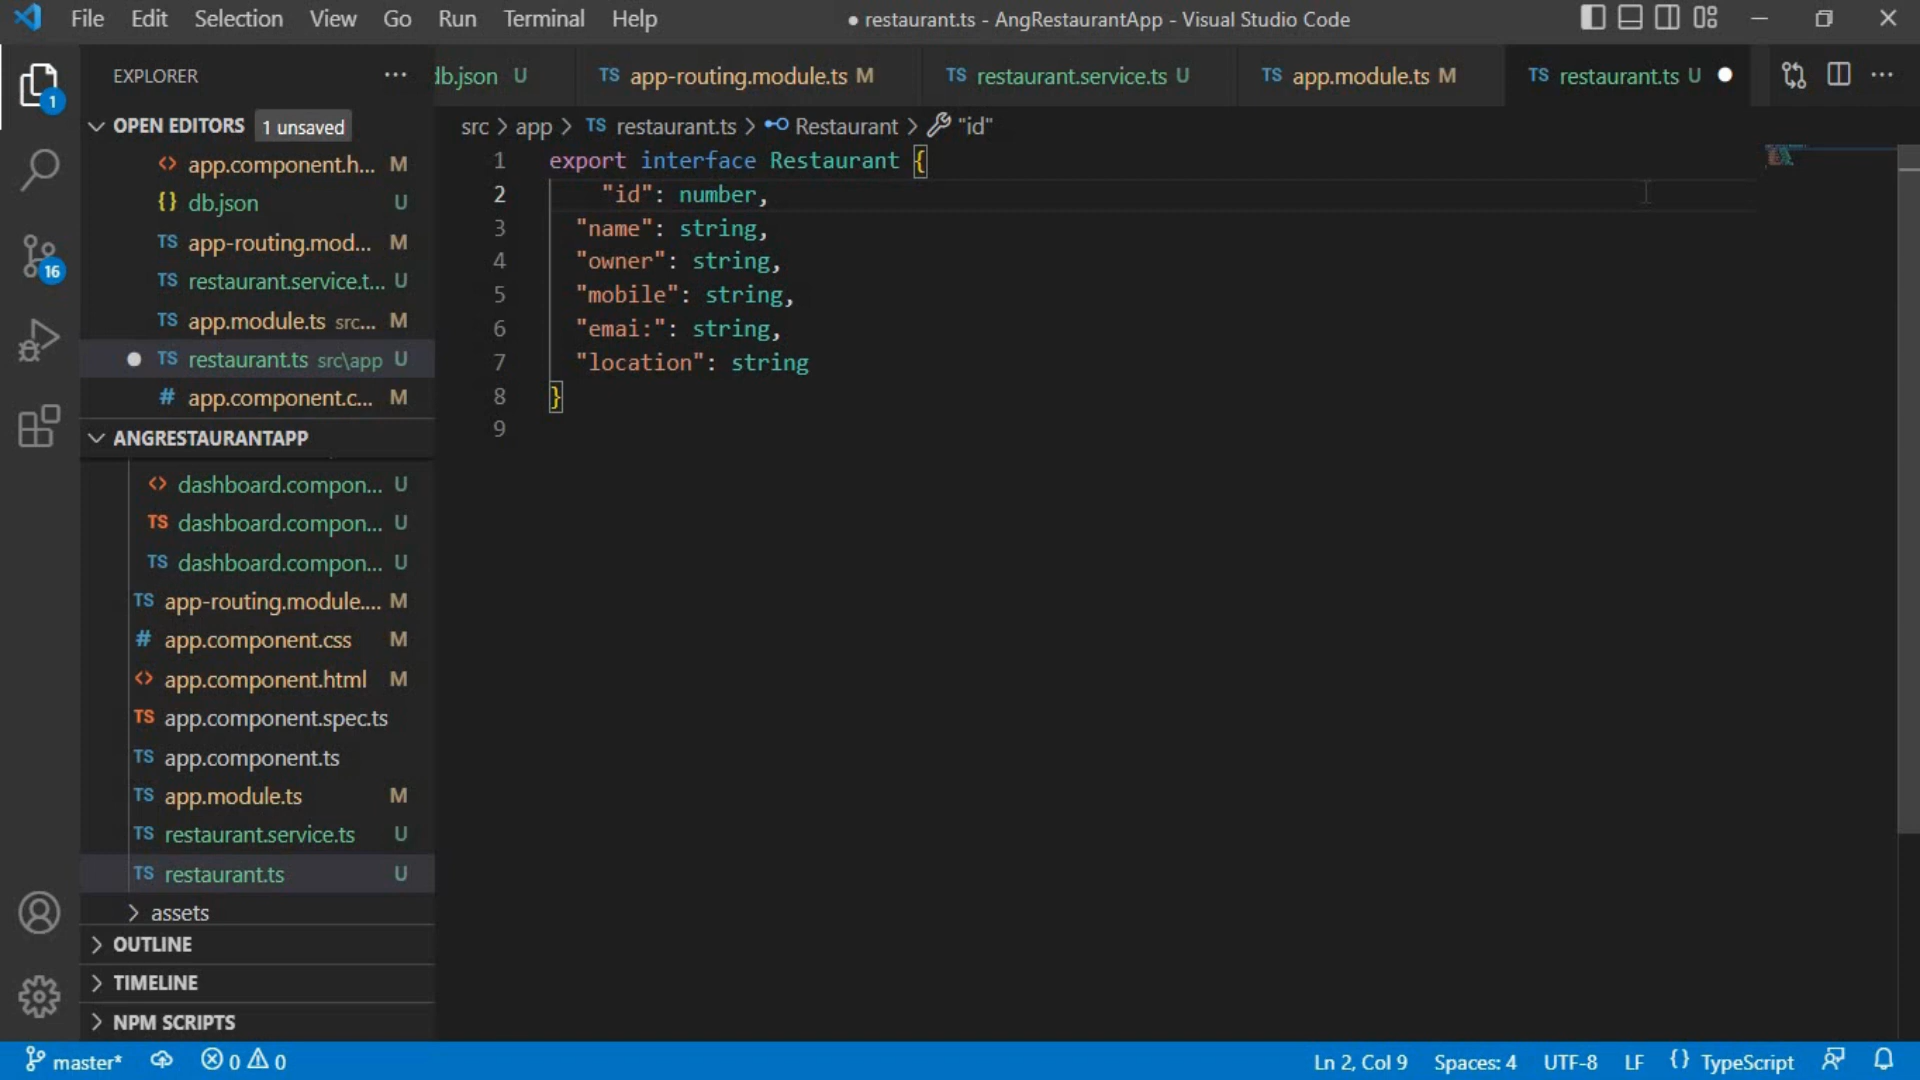 File Edit Selection View Go Run Terminal Help
● restaurant.ts - AngRestaurantApp - Visual Studio Code
EXPLORER ···
db.json U
TS app-routing.module.ts M
TS restaurant.service.ts U
TS app.module.ts M
TS restaurant.ts U
OPEN EDITORS 1 unsaved
<> app.component.h... M
{} db.json U
TS app-routing.mod... M
TS restaurant.service.t... U
TS app.module.ts src... M
TS restaurant.ts src\app U
# app.component.c... M
ANGRESTAURANTAPP
<> dashboard.compon... U
TS dashboard.compon... U
TS dashboard.compon... U
TS app-routing.module.... M
# app.component.css M
<> app.component.html M
TS app.component.spec.ts
TS app.component.ts
TS app.module.ts M
TS restaurant.service.ts U
TS restaurant.ts U
assets
OUTLINE
TIMELINE
NPM SCRIPTS
1
16
src > app > TS restaurant.ts > Restaurant > "id"
1 export interface Restaurant {
2 "id": number,
3 "name": string,
4 "owner": string,
5 "mobile": string,
6 "emai:": string,
7 "location": string
8 }
9
master* 0 0
Ln 2, Col 9 Spaces: 4 UTF-8 LF {} TypeScript